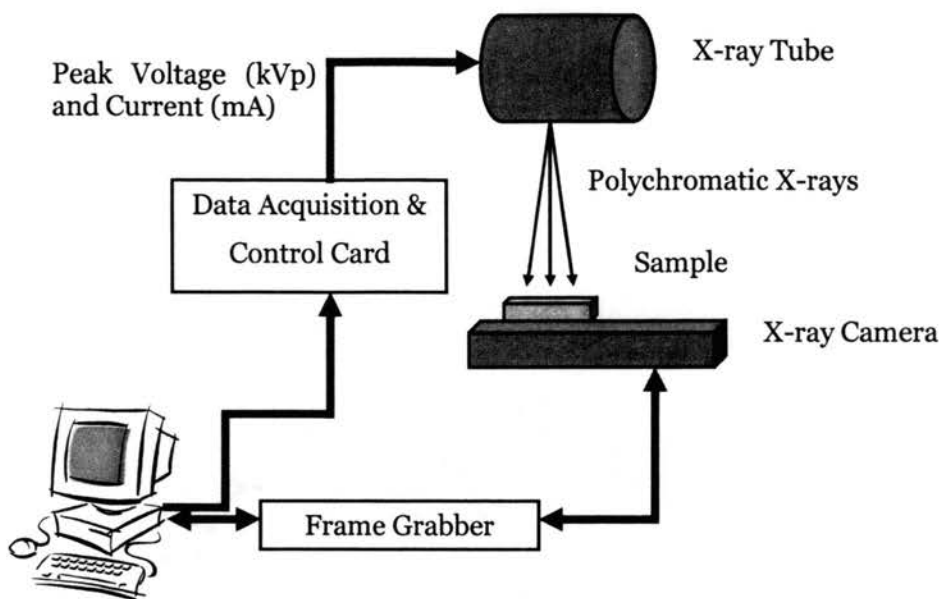 X-ray Tube
Peak Voltage (kVp)
and Current (mA)
Polychromatic X-rays
Data Acquisition &
Control Card
Sample
X-ray Camera
Frame Grabber